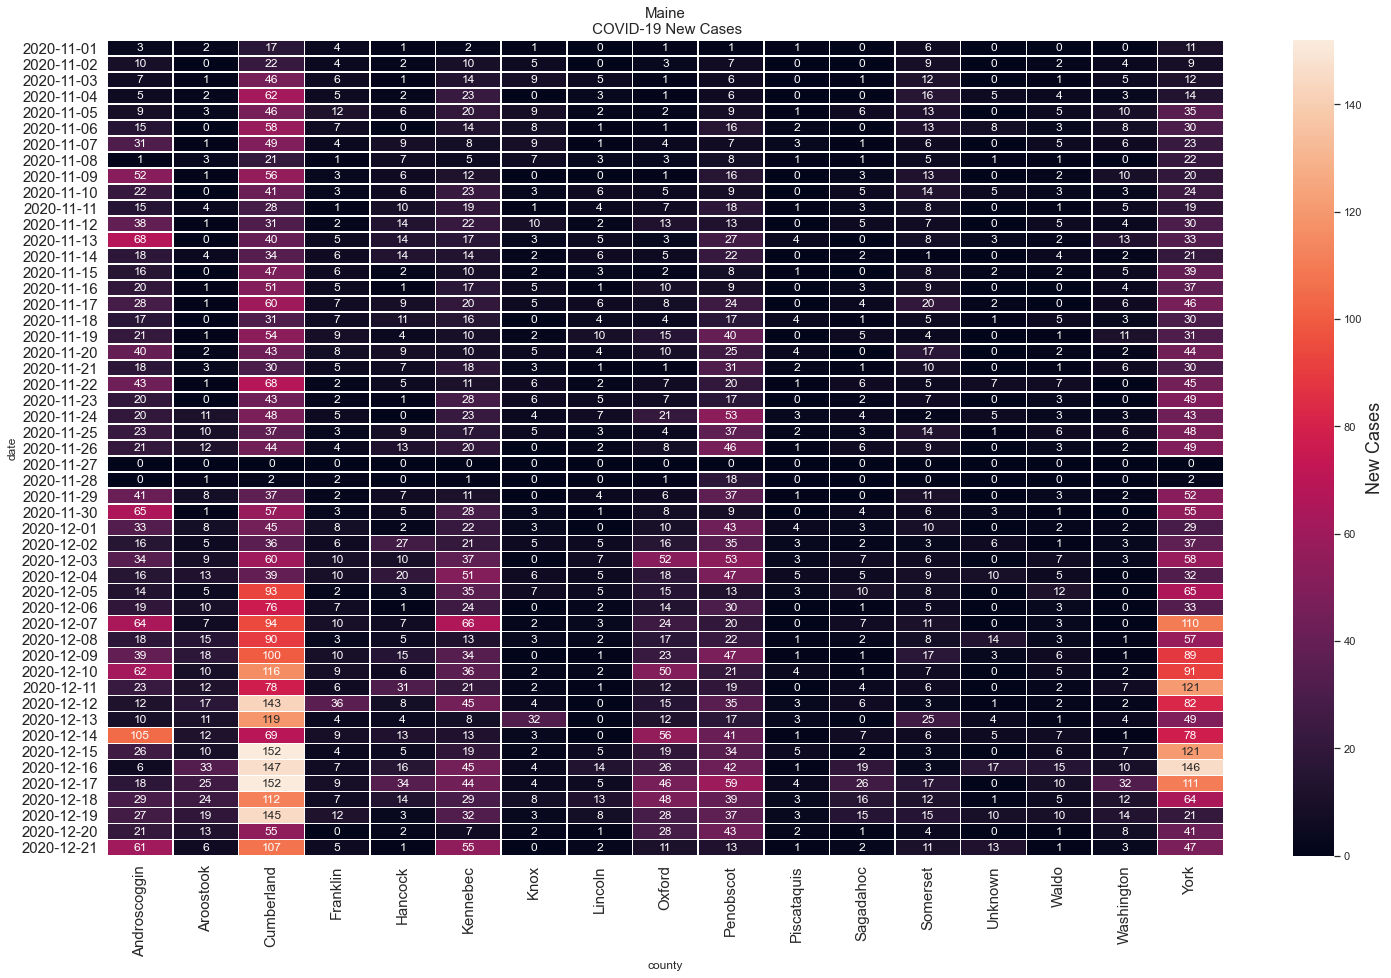 Maine
COVID-19 New Cases
2020-11-01 3 2 17 4 1 2 1 0 1 1 1 0 6 0 0 0 11
2020-11-02 10 0 22 4 2 10 5 0 3 7 0 0 9 0 2 4 9
2020-11-03 7 1 46 6 1 14 9 5 1 6 0 1 12 0 1 5 12
2020-11-04 5 2 62 5 2 23 0 3 1 6 0 0 16 5 4 3 14
2020-11-05 9 3 46 12 6 20 9 2 2 9 1 6 13 0 5 10 35
2020-11-06 15 0 58 7 0 14 8 1 1 16 2 0 13 8 3 8 30
2020-11-07 31 1 49 4 9 8 9 1 4 7 3 1 6 0 5 6 23
2020-11-08 1 3 21 1 7 5 7 3 3 8 1 1 5 1 1 0 22
2020-11-09 52 1 56 3 6 12 0 0 1 16 0 3 13 0 2 10 20
2020-11-10 22 0 41 3 6 23 3 6 5 9 0 5 14 5 3 3 24
2020-11-11 15 4 28 1 10 19 1 4 7 18 1 3 8 0 1 5 19
2020-11-12 38 1 31 2 14 22 10 2 13 13 0 5 7 0 5 4 30
2020-11-13 68 0 40 5 14 17 3 5 3 27 4 0 8 3 2 13 33
2020-11-14 18 4 34 6 14 14 2 6 5 22 0 2 1 0 4 2 21
2020-11-15 16 0 47 6 2 10 2 3 2 8 1 0 8 2 2 5 39
2020-11-16 20 1 51 5 1 17 5 1 10 9 0 3 9 0 0 4 37
2020-11-17 28 1 60 7 9 20 5 6 8 24 0 4 20 2 0 6 46
2020-11-18 17 0 31 7 11 16 0 4 4 17 4 1 5 1 5 3 30
2020-11-19 21 1 54 9 4 10 2 10 15 40 0 5 4 0 1 11 31
2020-11-20 40 2 43 8 9 10 5 4 10 25 4 0 17 0 2 2 44
2020-11-21 18 3 30 5 7 18 3 1 1 31 2 1 10 0 1 6 30
2020-11-22 43 1 68 2 5 11 6 2 7 20 1 6 5 7 7 0 45
2020-11-23 20 0 43 2 1 28 6 5 7 17 0 2 7 0 3 0 49
2020-11-24 20 11 48 5 0 23 4 7 21 53 3 4 2 5 3 3 43
2020-11-25 23 10 37 3 9 17 5 3 4 37 2 3 14 1 6 6 48
2020-11-26 21 12 44 4 13 20 0 2 8 46 1 6 9 0 3 2 49
2020-11-27 0 0 0 0 0 0 0 0 0 0 0 0 0 0 0 0 0
2020-11-28 0 1 2 2 0 1 0 0 1 18 0 0 0 0 0 0 2
2020-11-29 41 8 37 2 7 11 0 4 6 37 1 0 11 0 3 2 52
2020-11-30 65 1 57 3 5 28 3 1 8 9 0 4 6 3 1 0 55
2020-12-01 33 8 45 8 2 22 3 0 10 43 4 3 10 0 2 2 29
2020-12-02 16 5 36 6 27 21 5 5 16 35 3 2 3 6 1 3 37
2020-12-03 34 9 60 10 10 37 0 7 52 53 3 7 6 0 7 3 58
2020-12-04 16 13 39 10 20 51 6 5 18 47 5 5 9 10 5 0 32
2020-12-05 14 5 93 2 3 35 7 5 15 13 3 10 8 0 12 0 65
2020-12-06 19 10 76 7 1 24 0 2 14 30 0 1 5 0 3 0 33
2020-12-07 64 7 94 10 7 66 2 3 24 20 0 7 11 0 3 0 110
2020-12-08 18 15 90 3 5 13 3 2 17 22 1 2 8 14 3 1 57
2020-12-09 39 18 100 10 15 34 0 1 23 47 1 1 17 3 6 1 89
2020-12-10 62 10 116 9 6 36 2 2 50 21 4 1 7 0 5 2 91
2020-12-11 23 12 78 6 31 21 2 1 12 19 0 4 6 0 2 7 121
2020-12-12 12 17 143 36 8 45 4 0 15 35 3 6 3 1 2 2 82
2020-12-13 10 11 119 4 4 8 32 0 12 17 3 0 25 4 1 4 49
2020-12-14 105 12 69 9 13 13 3 0 56 41 1 7 6 5 7 1 78
2020-12-15 26 10 152 4 5 19 2 5 19 34 5 2 3 0 6 7 121
2020-12-16 6 33 147 7 16 45 4 14 26 42 1 19 3 17 15 10 146
2020-12-17 18 25 152 9 34 44 4 5 46 59 4 26 17 0 10 32 111
2020-12-18 29 24 112 7 14 29 8 13 48 39 3 16 12 1 5 12 64
2020-12-19 27 19 145 12 3 32 3 8 28 37 3 15 15 10 10 14 21
2020-12-20 21 13 55 0 2 7 2 1 28 43 2 1 4 0 1 8 41
2020-12-21 61 6 107 5 1 55 0 2 11 13 1 2 11 13 1 3 47
date
Androscoggin Aroostook Cumberland Franklin Hancock Kennebec Knox Lincoln Oxford Penobscot Piscataquis Sagadahoc Somerset Unknown Waldo Washington York
county
140
120
100
80
60
40
20
0
New Cases